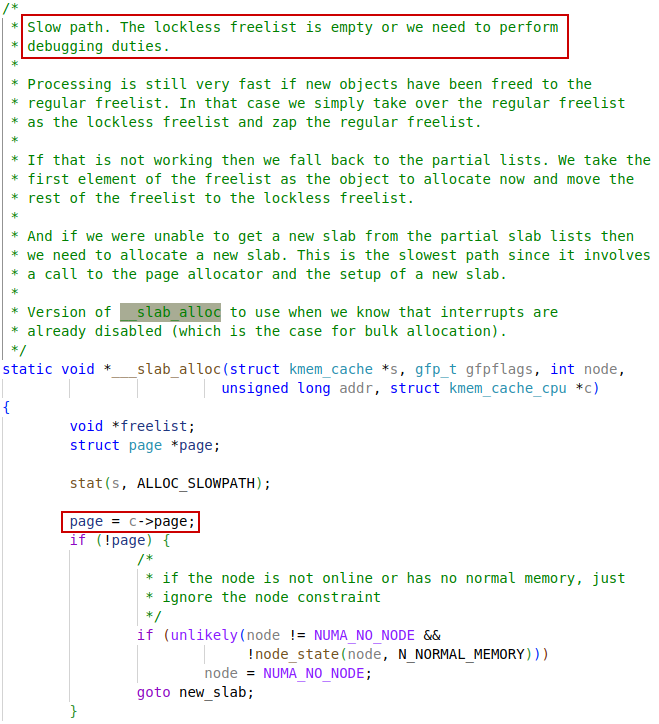 /*
 * Slow path. The lockless freelist is empty or we need to perform
 * debugging duties.
 *
 * Processing is still very fast if new objects have been freed to the
 * regular freelist. In that case we simply take over the regular freelist
 * as the lockless freelist and zap the regular freelist.
 *
 * If that is not working then we fall back to the partial lists. We take the
 * first element of the freelist as the object to allocate now and move the
 * rest of the freelist to the lockless freelist.
 *
 * And if we were unable to get a new slab from the partial slab lists then
 * we need to allocate a new slab. This is the slowest path since it involves
 * a call to the page allocator and the setup of a new slab.
 *
 * Version of __slab_alloc to use when we know that interrupts are
 * already disabled (which is the case for bulk allocation).
 */
static void *___slab_alloc(struct kmem_cache *s, gfp_t gfpflags, int node,
                          unsigned long addr, struct kmem_cache_cpu *c)
{
        void *freelist;
        struct page *page;

        stat(s, ALLOC_SLOWPATH);

        page = c->page;
        if (!page) {
                /*
                 * if the node is not online or has no normal memory, just
                 * ignore the node constraint
                 */
                if (unlikely(node != NUMA_NO_NODE &&
                             !node_state(node, N_NORMAL_MEMORY)))
                        node = NUMA_NO_NODE;
                goto new_slab;
        }